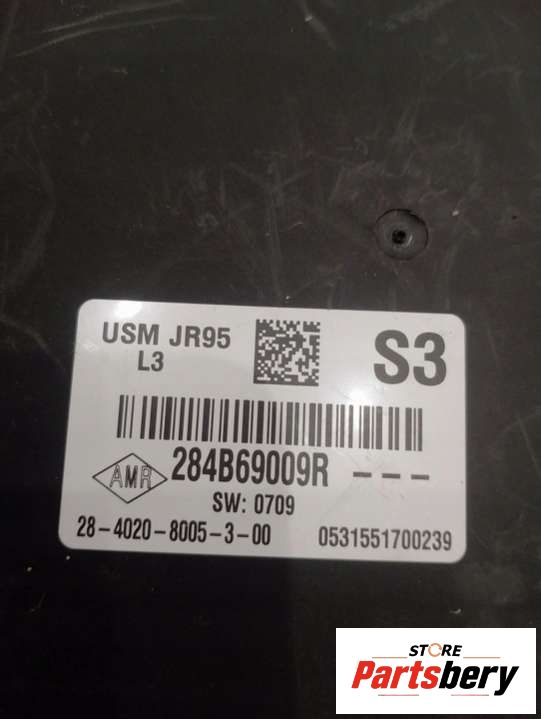 USM JR95
L3
S3
AMR
284B69009R ---
SW: 0709
28-4020-8005-3-00
0531551700239
STORE
Partsbery